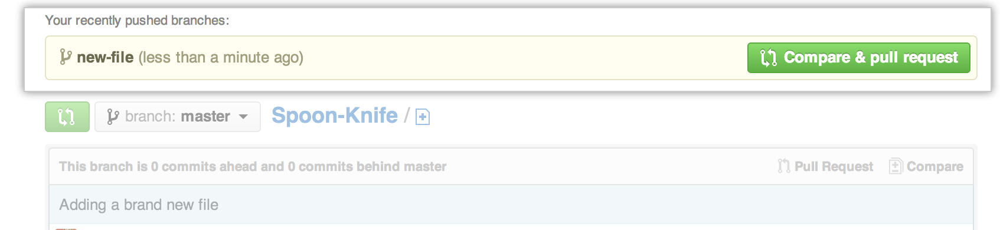 Your recently pushed branches:
new-file (less than a minute ago) Compare & pull request
branch: master Spoon-Knife /
This branch is 0 commits ahead and 0 commits behind master Pull Request Compare
Adding a brand new file